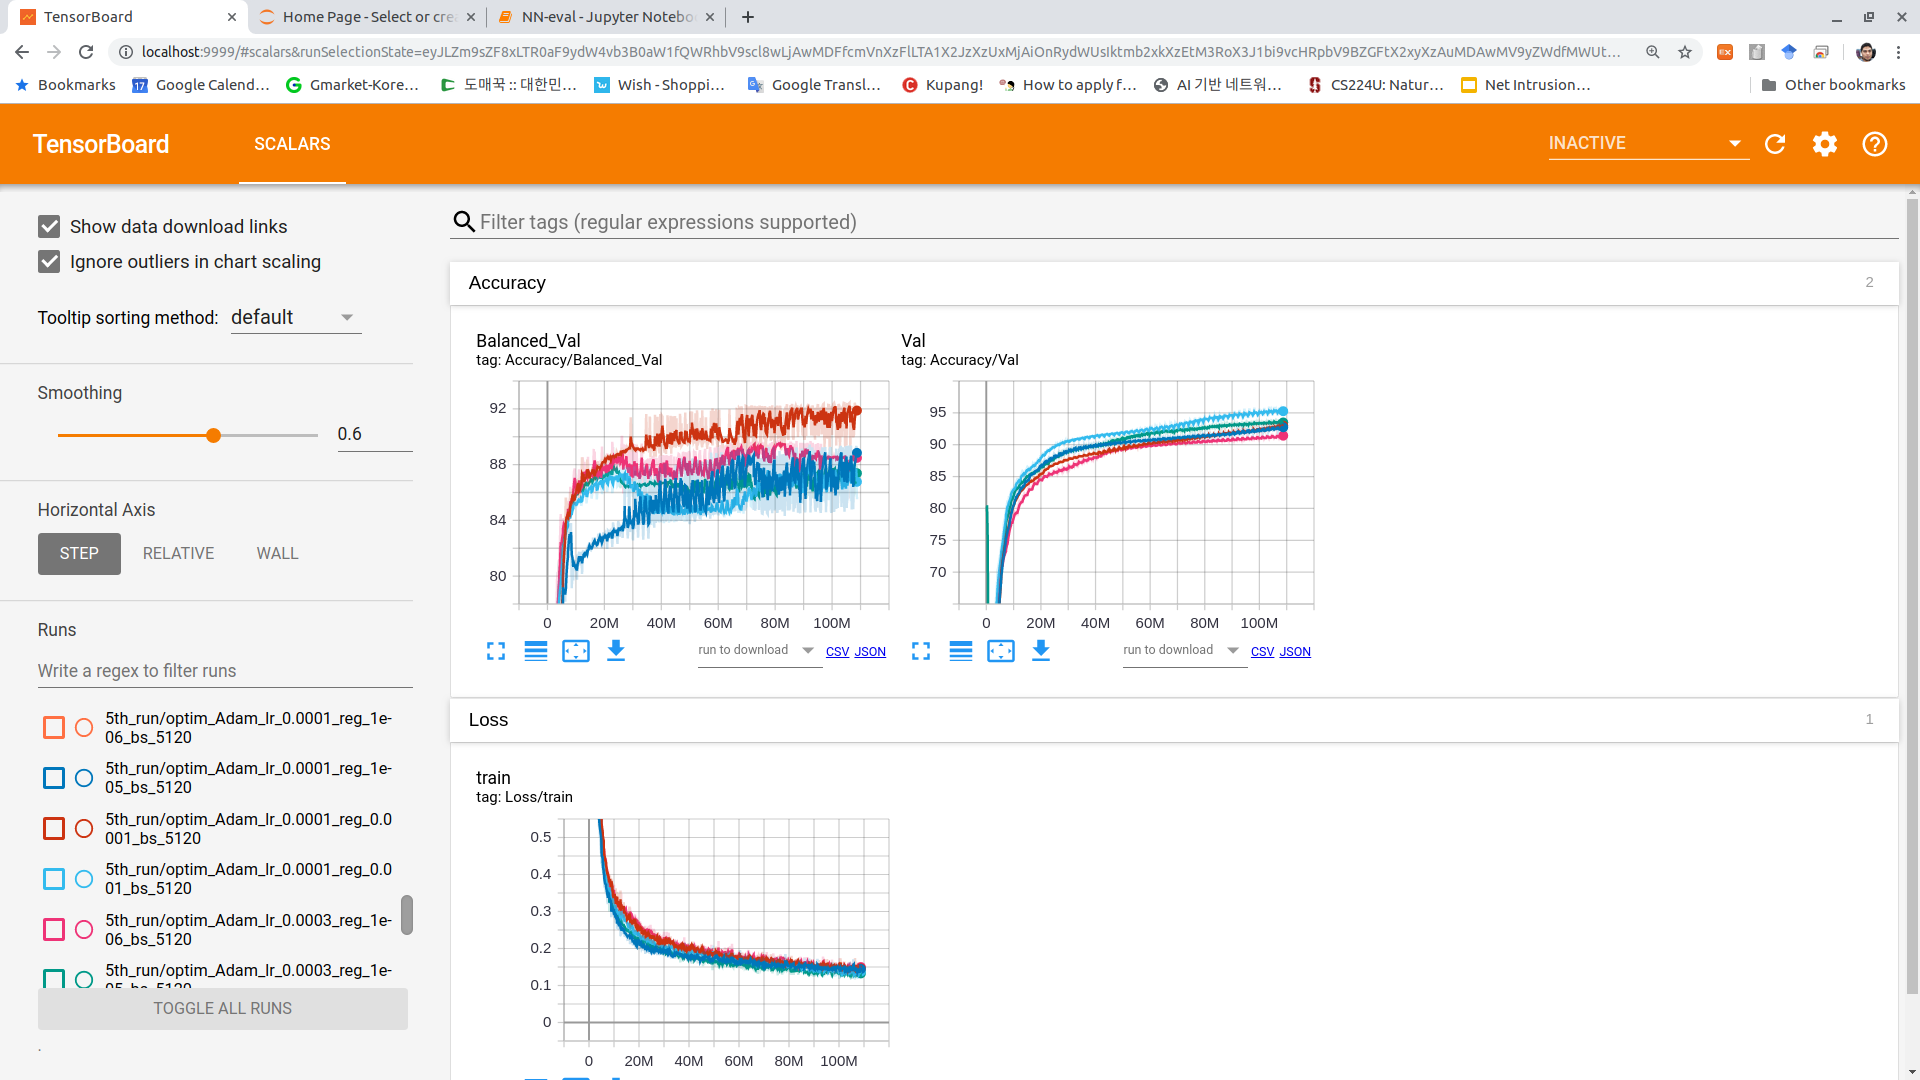 TensorBoard
Home Page - Select or crea
NN-eval - Jupyter Notebo
localhost:9999/#scalars&runSelectionState=
Bookmarks
Google Calend…
Gmarket-Kore…
도매꾹 :: 대한민…
Wish - Shoppi…
Google Transl…
Kupang!
How to apply f…
AI 기반 네트워…
CS224U: Natur…
Net Intrusion…
Other bookmarks
TensorBoard
SCALARS
INACTIVE
Show data download links
Ignore outliers in chart scaling
Tooltip sorting method: default
Smoothing
0.6
Horizontal Axis
STEP RELATIVE WALL
Runs
Write a regex to filter runs
5th_run/optim_Adam_lr_0.0001_reg_1e-
06_bs_5120
5th_run/optim_Adam_lr_0.0001_reg_1e-
05_bs_5120
5th_run/optim_Adam_lr_0.0001_reg_0.0
001_bs_5120
5th_run/optim_Adam_lr_0.0001_reg_0.0
01_bs_5120
5th_run/optim_Adam_lr_0.0003_reg_1e-
06_bs_5120
5th_run/optim_Adam_lr_0.0003_reg_1e-
05_bs_5120
TOGGLE ALL RUNS
.
Filter tags (regular expressions supported)
Accuracy 2
Balanced_Val
tag: Accuracy/Balanced_Val
92
88
84
80
0 20M 40M 60M 80M 100M
run to download CSV JSON
Val
tag: Accuracy/Val
95
90
85
80
75
70
0 20M 40M 60M 80M 100M
run to download CSV JSON
Loss 1
train
tag: Loss/train
0.5
0.4
0.3
0.2
0.1
0
0 20M 40M 60M 80M 100M